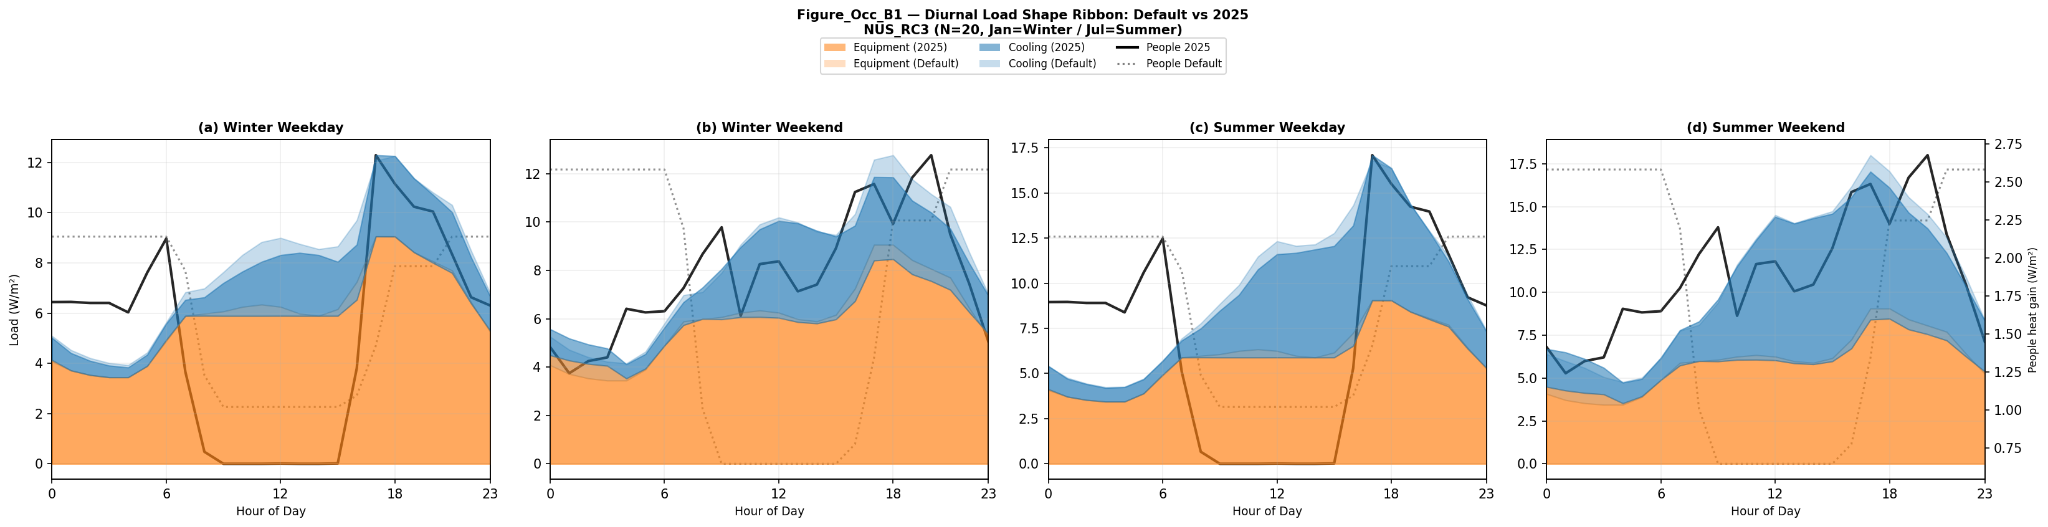 Figure_Occ_B1 — Diurnal Load Shape Ribbon: Default vs 2025
NUS_RC3 (N=20, Jan=Winter / Jul=Summer)
Equipment (2025)
Equipment (Default)
Cooling (2025)
Cooling (Default)
People 2025
People Default
(a) Winter Weekday
Load (W/m²)
12
10
8
6
4
2
0
0 6 12 18 23
Hour of Day
(b) Winter Weekend
12
10
8
6
4
2
0
0 6 12 18 23
Hour of Day
(c) Summer Weekday
17.5
15.0
12.5
10.0
7.5
5.0
2.5
0.0
0 6 12 18 23
Hour of Day
(d) Summer Weekend
17.5
15.0
12.5
10.0
7.5
5.0
2.5
0.0
0 6 12 18 23
Hour of Day
2.75
2.50
2.25
2.00
1.75
1.50
1.25
1.00
0.75
People heat gain (W/m²)